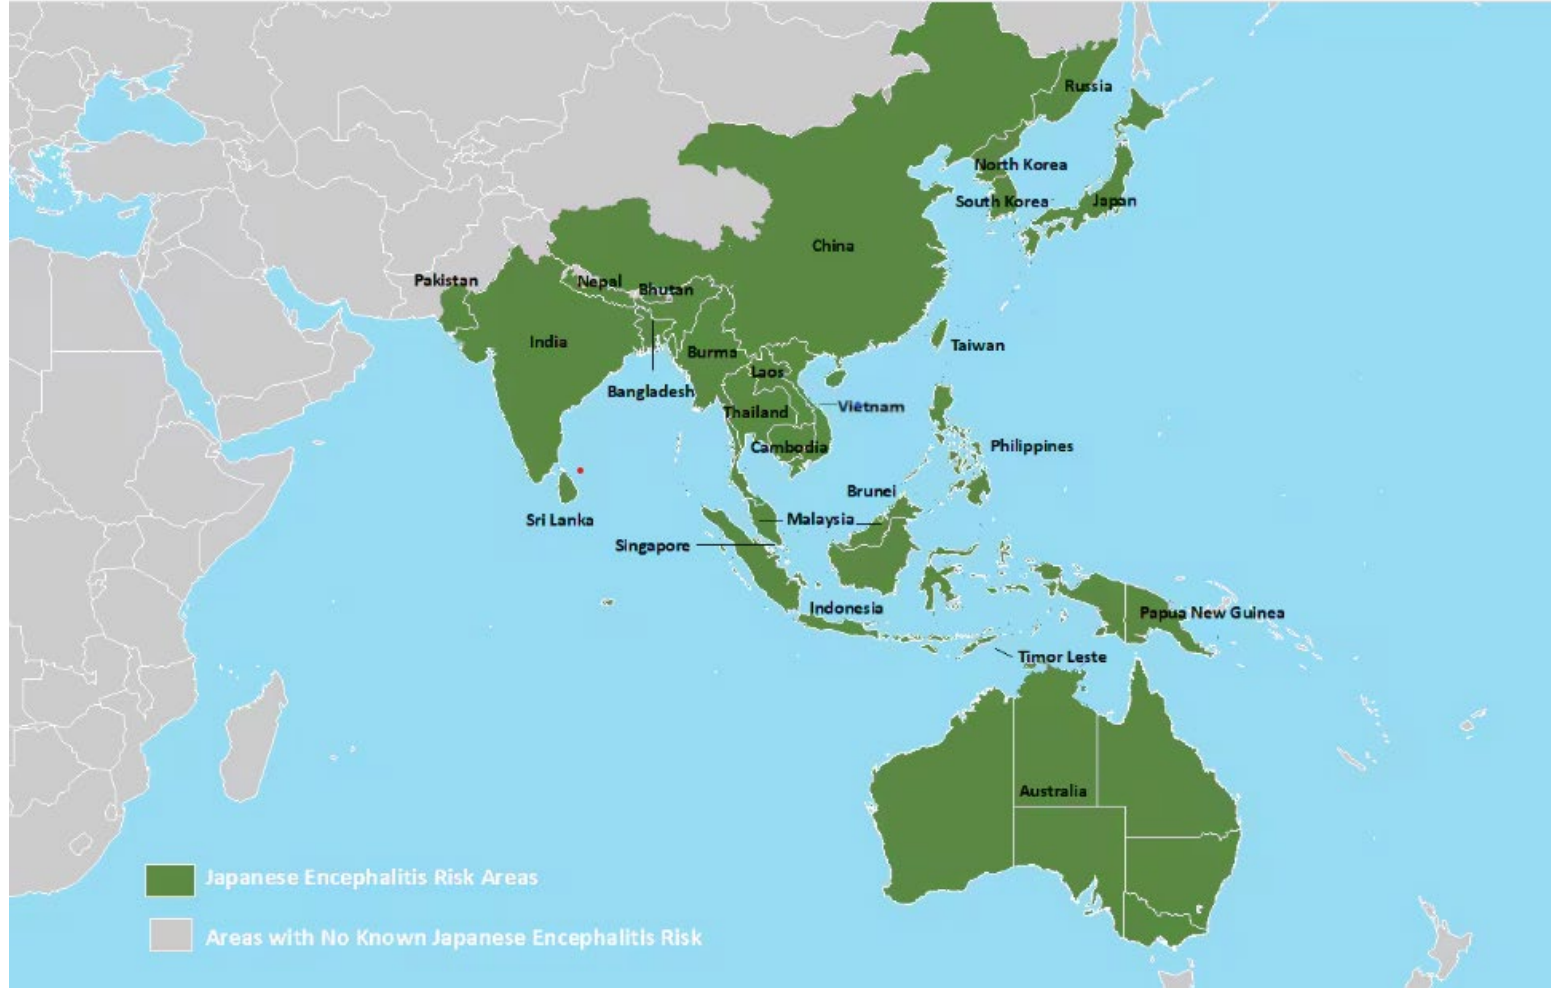 Russia
North Korea
South Korea
Japan
China
Pakistan
Nepal
Bhutan
India
Burma
Taiwan
Laos
Bangladesh
Vietnam
Thailand
Cambodia
Philippines
Brunei
Sri Lanka
Malaysia
Singapore
Indonesia
Papua New Guinea
Timor Leste
Australia
Japanese Encephalitis Risk Areas
Areas with No Known Japanese Encephalitis Risk